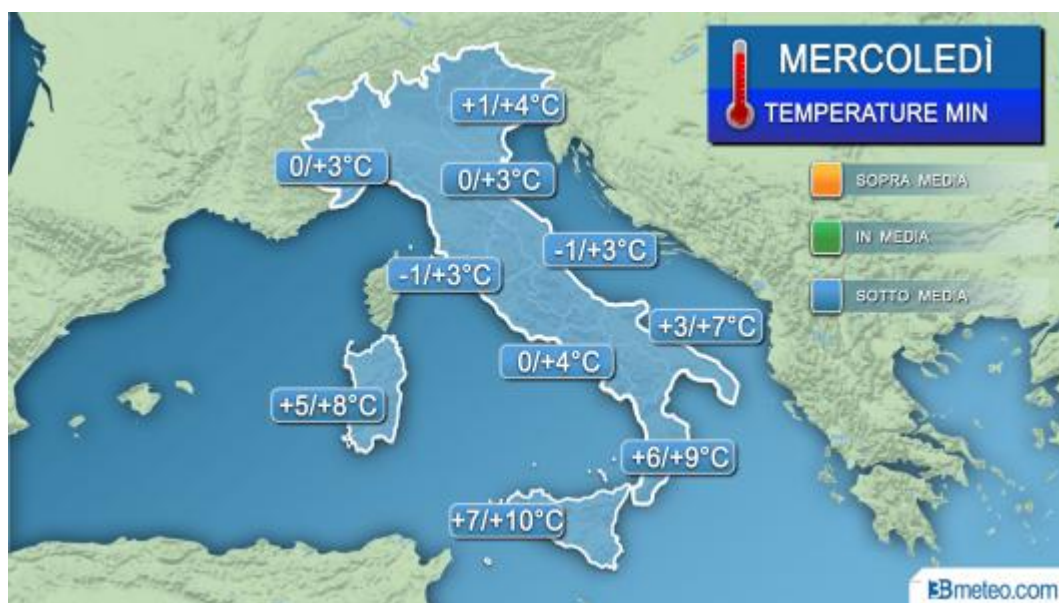 MERCOLEDÌ
TEMPERATURE MIN
SOPRA MEDIA
IN MEDIA
SOTTO MEDIA
+1/+4°C
0/+3°C
0/+3°C
-1/+3°C
-1/+3°C
+3/+7°C
0/+4°C
+5/+8°C
+6/+9°C
+7/+10°C
3Bmeteo.com